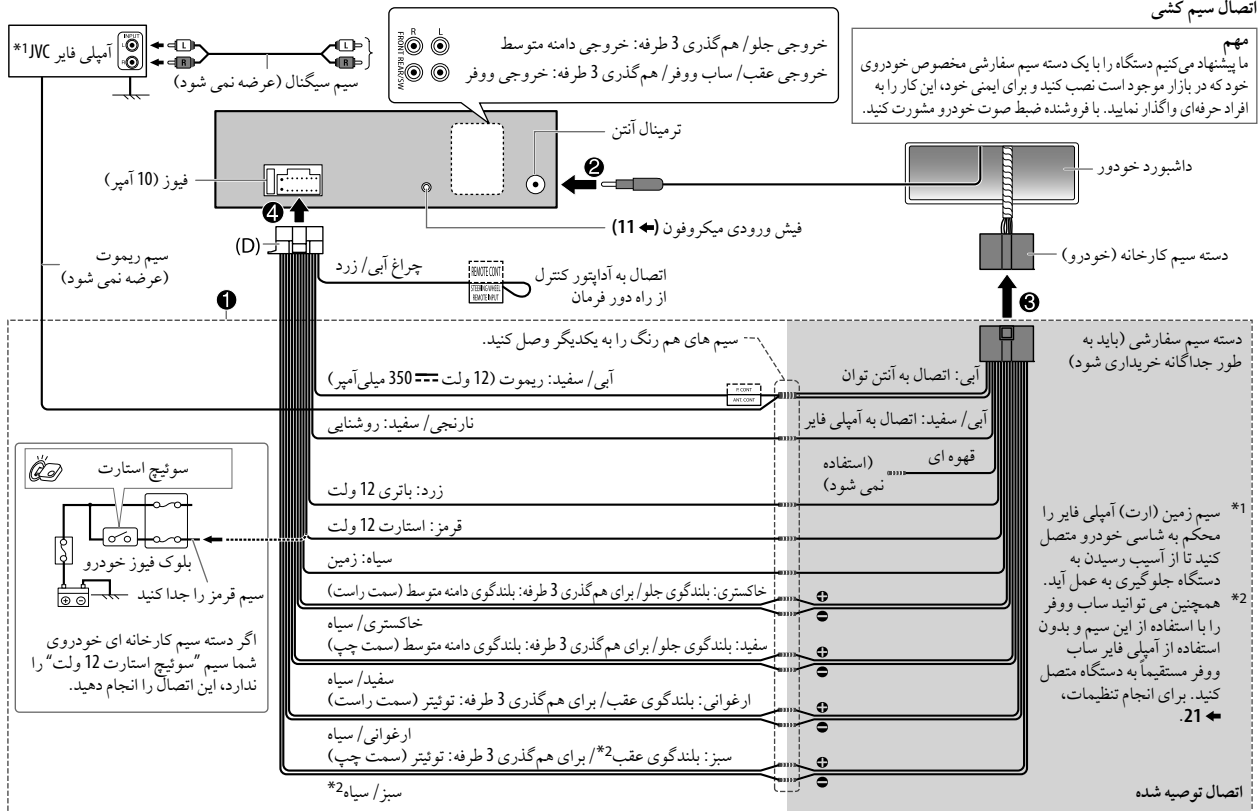 اتصال سیم کشی
مهم
ما پیشنهاد می‌کنیم دستگاه را با یک دسته سیم سفارشی مخصوص خودروی
خود که در بازار موجود است نصب کنید و برای ایمنی خود، این کار را به
افراد حرفه‌ای واگذار نمایید. با فروشنده ضبط صوت خودرو مشورت کنید.
R L
FRONT
REAR/SW
خروجی جلو/ هم‌گذری 3 طرفه: خروجی دامنه متوسط
خروجی عقب/ ساب ووفر/ هم‌گذری 3 طرفه: خروجی ووفر
INPUT
L
R
آمپلی فایر JVC*1
L
R
L
R
سیم سیگنال (عرضه نمی شود)
ترمینال آنتن
فیوز (10 آمپر)
داشبورد خودور
2
4
فیش ورودی میکروفون (➜ 11)
(D)
دسته سیم کارخانه (خودرو)
سیم ریموت
(عرضه نمی شود)
چراغ آبی/ زرد
REMOTE CONT
STEERING WHEEL
REMOTE INPUT
اتصال به آداپتور کنترل
از راه دور فرمان
3
1
سیم های هم رنگ را به یکدیگر وصل کنید.
دسته سیم سفارشی (باید به
طور جداگانه خریداری شود)
آبی/ سفید: ریموت (12 ولت ⎓ 350 میلی‌آمپر)
P. CONT
ANT. CONT
آبی: اتصال به آنتن توان
نارنجی/ سفید: روشنایی
آبی/ سفید: اتصال به آمپلی فایر
قهوه ای
(استفاده
نمی شود)
زرد: باتری 12 ولت
قرمز: استارت 12 ولت
سیاه: زمین
خاکستری: بلندگوی جلو/ برای هم‌گذری 3 طرفه: بلندگوی دامنه متوسط (سمت راست)
خاکستری/ سیاه
سفید: بلندگوی جلو/ برای هم‌گذری 3 طرفه: بلندگوی دامنه متوسط (سمت چپ)
سفید/ سیاه
ارغوانی: بلندگوی عقب/ برای هم‌گذری 3 طرفه: توئیتر (سمت راست)
ارغوانی/ سیاه
سبز: بلندگوی عقب*2/ برای هم‌گذری 3 طرفه: توئیتر (سمت چپ)
سبز/ سیاه*2
سوئیچ استارت
بلوک فیوز خودرو
سیم قرمز را جدا کنید
اگر دسته سیم کارخانه ای خودروی
شما سیم "سوئیچ استارت 12 ولت" را
ندارد، این اتصال را انجام دهید.
*1 سیم زمین (ارت) آمپلی فایر را
محکم به شاسی خودرو متصل
کنید تا از آسیب رسیدن به
دستگاه جلوگیری به عمل آید.
*2 همچنین می توانید ساب ووفر
را با استفاده از این سیم و بدون
استفاده از آمپلی فایر ساب
ووفر مستقیماً به دستگاه متصل
کنید. برای انجام تنظیمات،
➜ 21.
اتصال توصیه شده